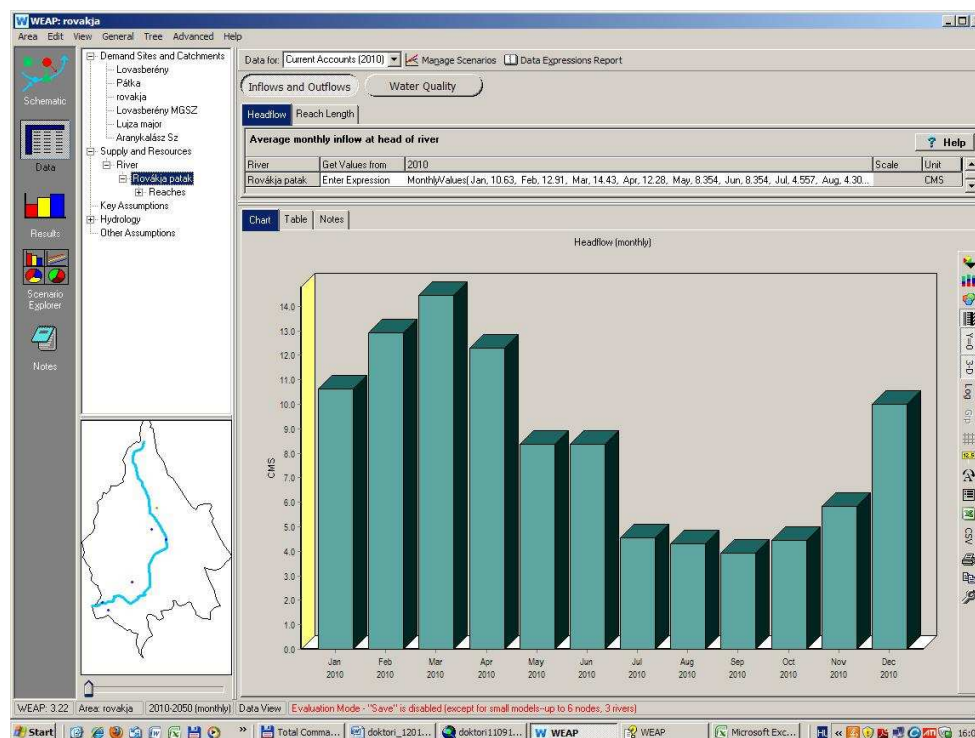 WEAP: rovakja
Area Edit View General Tree Advanced Help
Schematic
Data
Results
Scenario Explorer
Notes
Demand Sites and Catchments
Lovasberény
Pátka
rovakja
Lovasberény MGSZ
Lujza major
Aranykalász Sz
Supply and Resources
River
Rovákja patak
Reaches
Key Assumptions
Hydrology
Other Assumptions
Data for: Current Accounts (2010) Manage Scenarios Data Expressions Report
Inflows and Outflows Water Quality
Headflow Reach Length
Average monthly inflow at head of river ? Help
River Get Values from 2010 Scale Unit
Rovákja patak Enter Expression MonthlyValues( Jan, 10.63, Feb, 12.91, Mar, 14.43, Apr, 12.28, May, 8.354, Jun, 8.354, Jul, 4.557, Aug, 4.30... CMS
Chart Table Notes
Headflow (monthly)
14.0
13.0
12.0
11.0
10.0
9.0
8.0
7.0
6.0
5.0
4.0
3.0
2.0
1.0
0.0
CMS
Jan Feb Mar Apr May Jun Jul Aug Sep Oct Nov Dec
2010 2010 2010 2010 2010 2010 2010 2010 2010 2010 2010 2010
Y=0
3-D
Log
Grp
CSV
WEAP: 3.22 Area: rovakja 2010-2050 (monthly) Data View Evaluation Mode - "Save" is disabled (except for small models--up to 6 nodes, 3 rivers)
Start » Total Comma... doktori_1201... doktori11091... WEAP WEAP Microsoft Exc... «